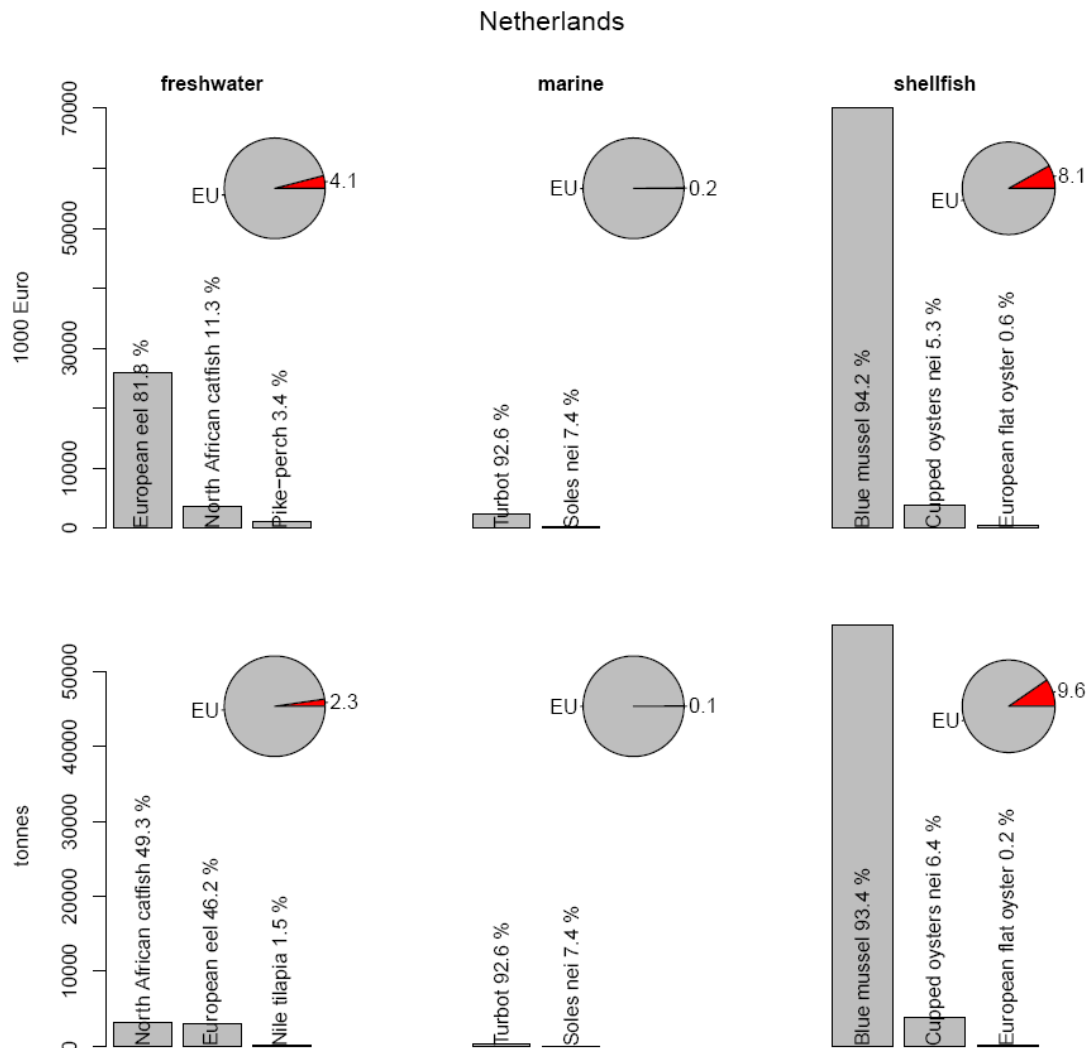 Netherlands
freshwater
marine
shellfish
1000 Euro
0
10000
30000
50000
70000
European eel 81.8 %
North African catfish 11.3 %
Pike−perch 3.4 %
EU
4.1
Turbot 92.6 %
Soles nei 7.4 %
EU
0.2
Blue mussel 94.2 %
Cupped oysters nei 5.3 %
European flat oyster 0.6 %
EU
8.1
tonnes
0
10000
20000
30000
40000
50000
North African catfish 49.3 %
European eel 46.2 %
Nile tilapia 1.5 %
EU
2.3
Turbot 92.6 %
Soles nei 7.4 %
EU
0.1
Blue mussel 93.4 %
Cupped oysters nei 6.4 %
European flat oyster 0.2 %
EU
9.6